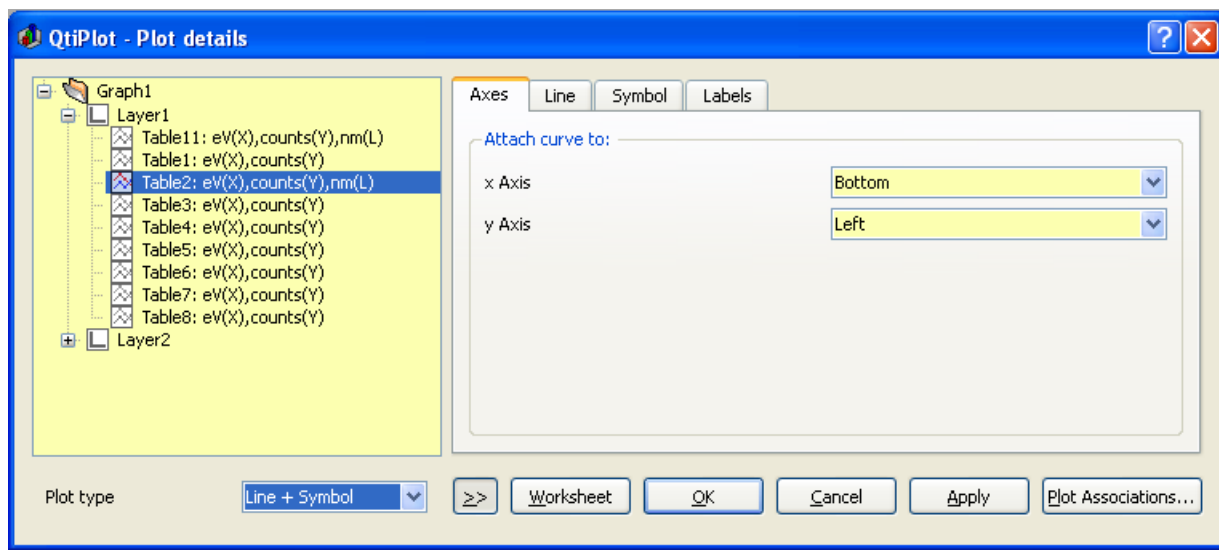 QtiPlot - Plot details
Graph1
Layer1
Table11: eV(X),counts(Y),nm(L)
Table1: eV(X),counts(Y)
Table2: eV(X),counts(Y),nm(L)
Table3: eV(X),counts(Y)
Table4: eV(X),counts(Y)
Table5: eV(X),counts(Y)
Table6: eV(X),counts(Y)
Table7: eV(X),counts(Y)
Table8: eV(X),counts(Y)
Layer2
Axes Line Symbol Labels
Attach curve to:
x Axis Bottom
y Axis Left
Plot type Line + Symbol >> Worksheet OK Cancel Apply Plot Associations...